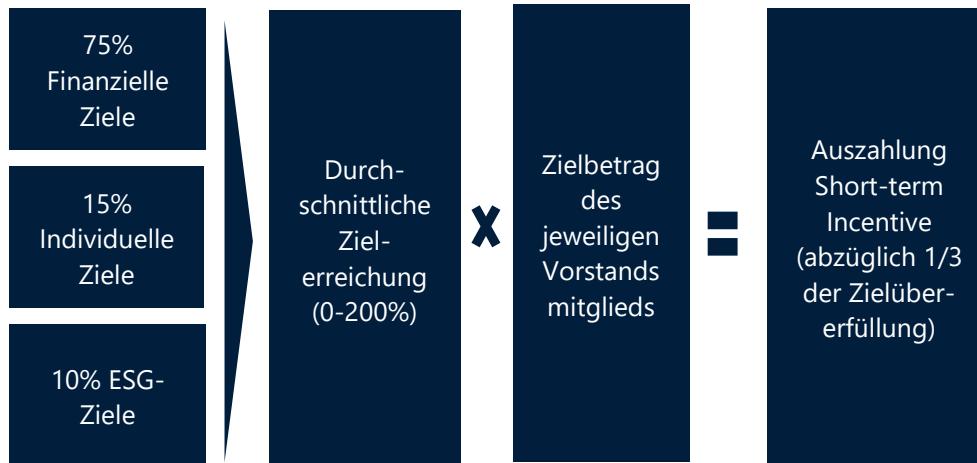 75%
Finanzielle
Ziele
15%
Individuelle
Ziele
10% ESG-
Ziele
Durch-
schnittliche
Ziel-
erreichung
(0-200%)
x
Zielbetrag
des
jeweiligen
Vorstands
mitglieds
=
Auszahlung
Short-term
Incentive
(abzüglich 1/3
der Zielüber-
erfüllung)